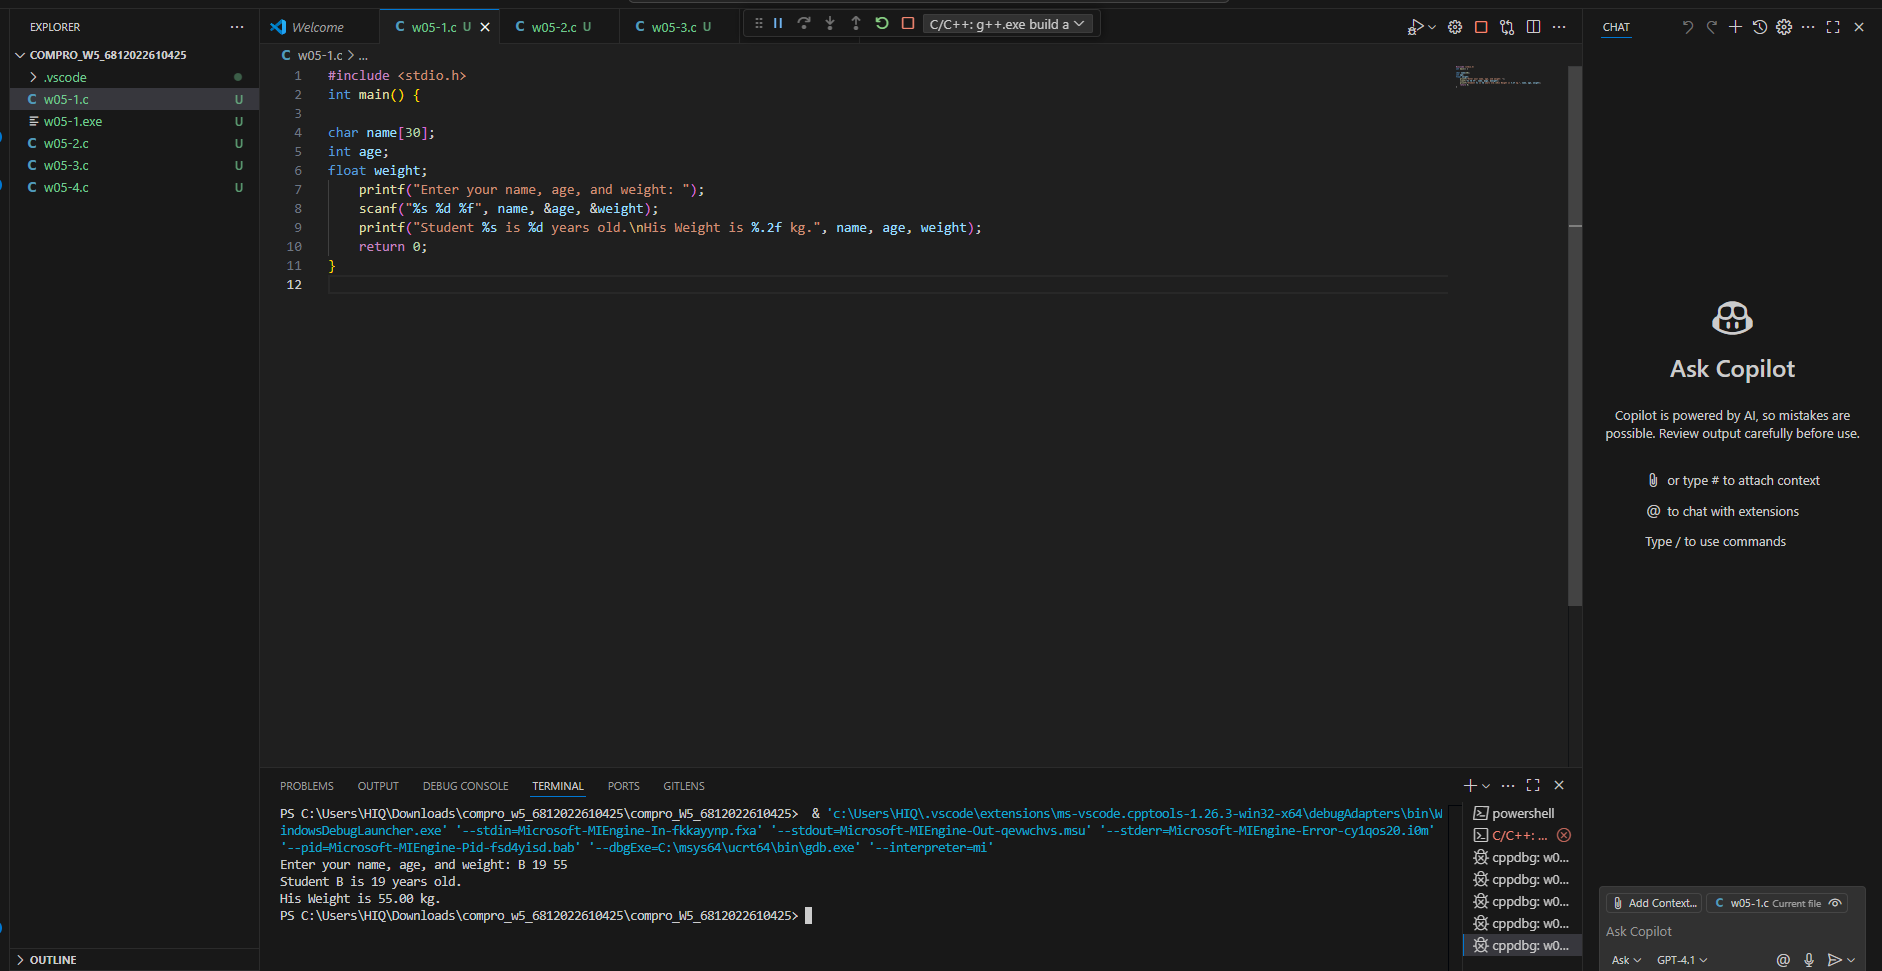 EXPLORER
COMPRO_W5_6812022610425
.vscode
C w05-1.c U
w05-1.exe U
C w05-2.c U
C w05-3.c U
C w05-4.c U
OUTLINE
Welcome
C w05-1.c U
C w05-2.c U
C w05-3.c U
C/C++: g++.exe build a
C w05-1.c > ...
1 #include <stdio.h>
2 int main() {
3
4 char name[30];
5 int age;
6 float weight;
7 printf("Enter your name, age, and weight: ");
8 scanf("%s %d %f", name, &age, &weight);
9 printf("Student %s is %d years old.\nHis Weight is %.2f kg.", name, age, weight);
10 return 0;
11 }
12
PROBLEMS OUTPUT DEBUG CONSOLE TERMINAL PORTS GITLENS
PS C:\Users\HIQ\Downloads\compro_w5_6812022610425\compro_W5_6812022610425> & 'c:\Users\HIQ\.vscode\extensions\ms-vscode.cpptools-1.26.3-win32-x64\debugAdapters\bin\W
indowsDebugLauncher.exe' '--stdin=Microsoft-MIEngine-In-fkkayynp.fxa' '--stdout=Microsoft-MIEngine-Out-qevwchvs.msu' '--stderr=Microsoft-MIEngine-Error-cy1qos20.i0m'
'--pid=Microsoft-MIEngine-Pid-fsd4yisd.bab' '--dbgExe=C:\msys64\ucrt64\bin\gdb.exe' '--interpreter=mi'
Enter your name, age, and weight: B 19 55
Student B is 19 years old.
His Weight is 55.00 kg.
PS C:\Users\HIQ\Downloads\compro_w5_6812022610425\compro_W5_6812022610425>
powershell
C/C++: ...
cppdbg: w0...
cppdbg: w0...
cppdbg: w0...
cppdbg: w0...
cppdbg: w0...
CHAT
Ask Copilot
Copilot is powered by AI, so mistakes are
possible. Review output carefully before use.
or type # to attach context
@ to chat with extensions
Type / to use commands
Add Context...
C w05-1.c Current file
Ask Copilot
Ask
GPT-4.1
@